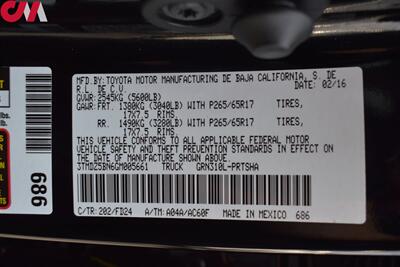 CM
MFD.BY:TOYOTA MOTOR MANUFACTURING DE BAJA CALIFORNIA, S. DE
R.L. DE C.V. DATE: 02/16
GVWR:2545KG (5600LB)
GAWR: FRT. 1380KG (3040LB) WITH P265/65R17 TIRES,
17X7.5 RIMS.
RR. 1490KG (3280LB) WITH P265/65R17 TIRES,
17X7.5 RIMS.
THIS VEHICLE CONFORMS TO ALL APPLICABLE FEDERAL MOTOR
VEHICLE SAFETY AND THEFT PREVENTION STANDARDS IN EFFECT ON
THE DATE OF MANUFACTURE SHOWN ABOVE.
3TMDZ5BN6GM005661 TRUCK GRN310L-PRTSHA
C/TR:202/FD24 A/TM:A04A/AC60F MADE IN MEXICO 686
989